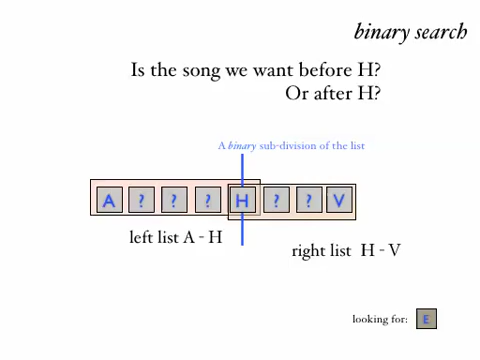 binary search
Is the song we want before H?
Or after H?
A binary sub-division of the list
A ? ? ? H ? ? V
left list A - H
right list H - V
looking for: E